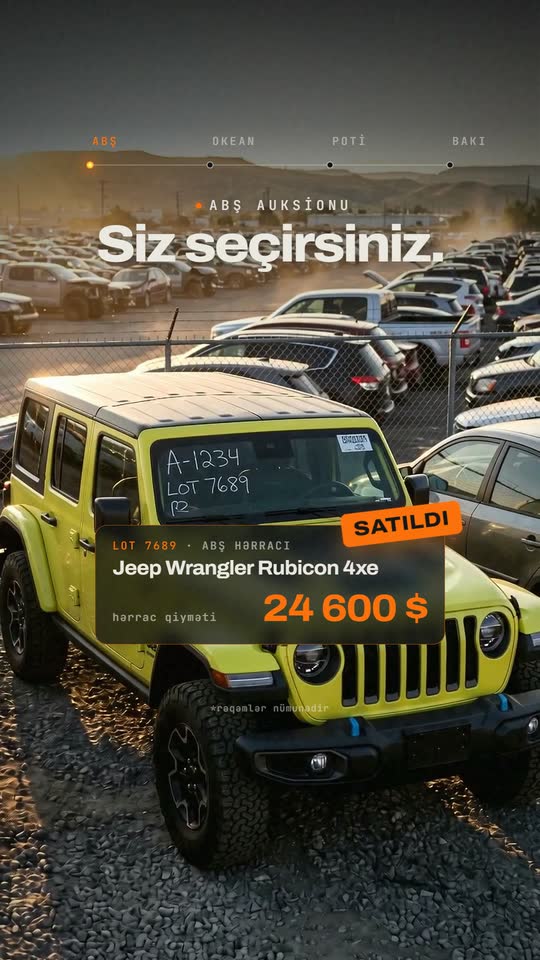 ABŞ OKEAN POTİ BAKI
ABŞ AUKSİONU
Siz seçirsiniz.
A-1234
LOT 7689
SATILDI
LOT 7689 · ABŞ HƏRRACI
Jeep Wrangler Rubicon 4xe
hərrac qiyməti 24 600 $
*rəqəmlər nümunədir